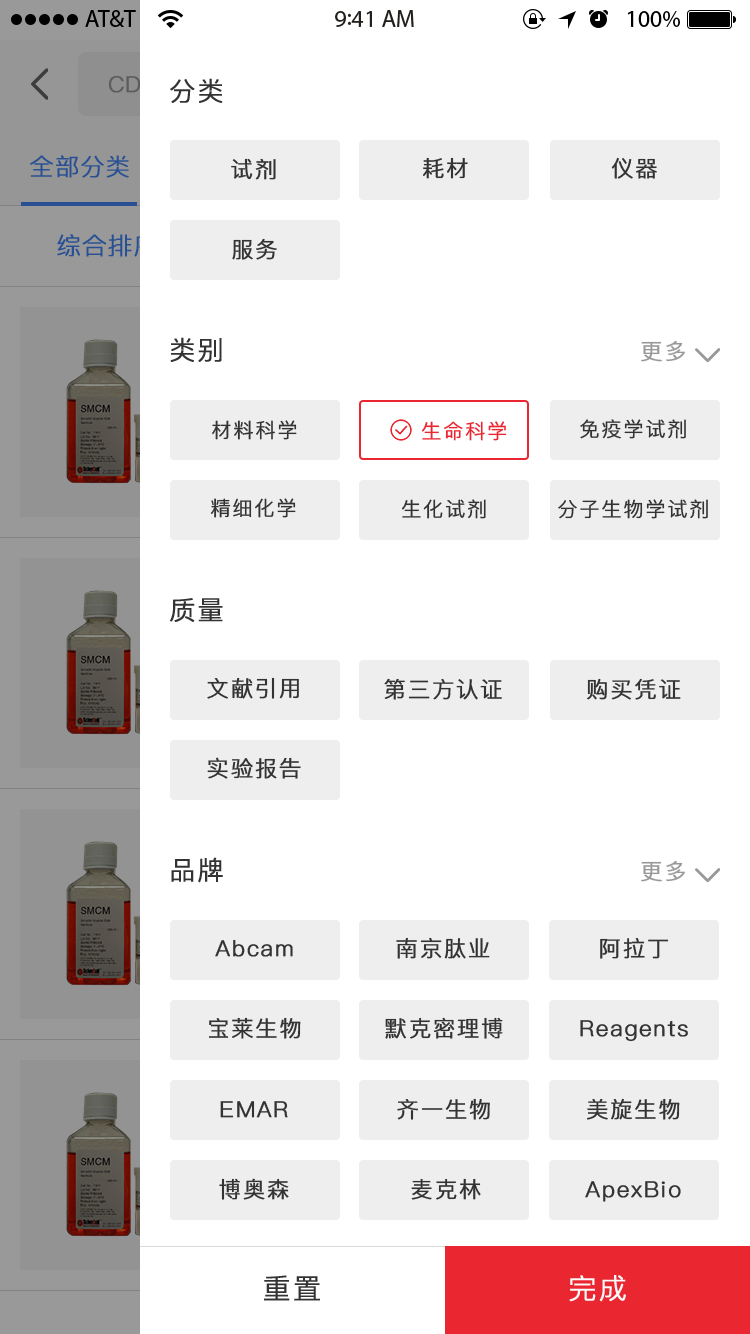 AT&T 9:41 AM 100%
CD
全部分类
综合排
分类
试剂 耗材 仪器
服务
类别 更多
材料科学 生命科学 免疫学试剂
精细化学 生化试剂 分子生物学试剂
质量
文献引用 第三方认证 购买凭证
实验报告
品牌 更多
Abcam 南京肽业 阿拉丁
宝莱生物 默克密理博 Reagents
EMAR 齐一生物 美旋生物
博奥森 麦克林 ApexBio
重置 完成
SMCM
SMCM
SMCM
SMCM